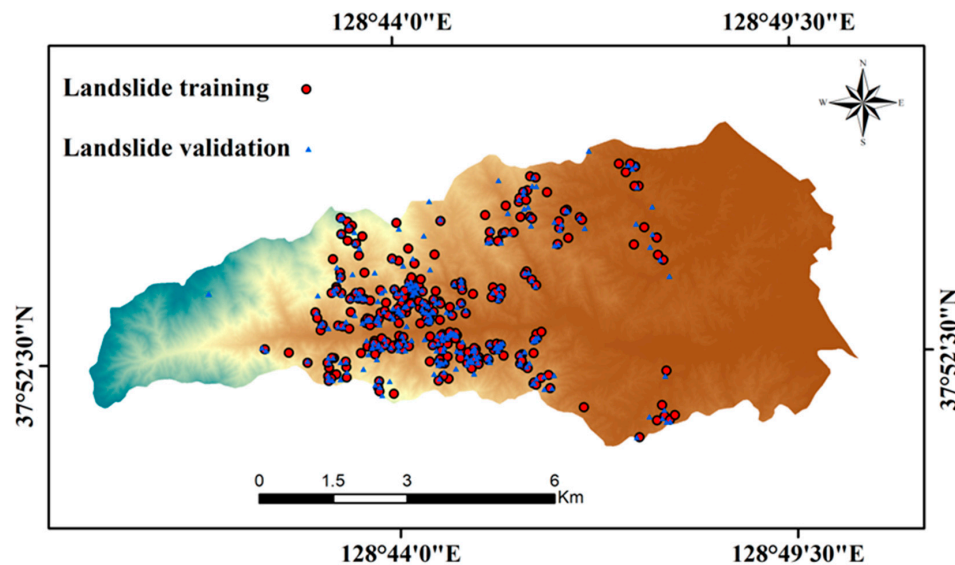 128°44'0"E 128°49'30"E
Landslide training
Landslide validation
N
W E
S
37°52'30"N
37°52'30"N
0 1.5 3 6
Km
128°44'0"E 128°49'30"E